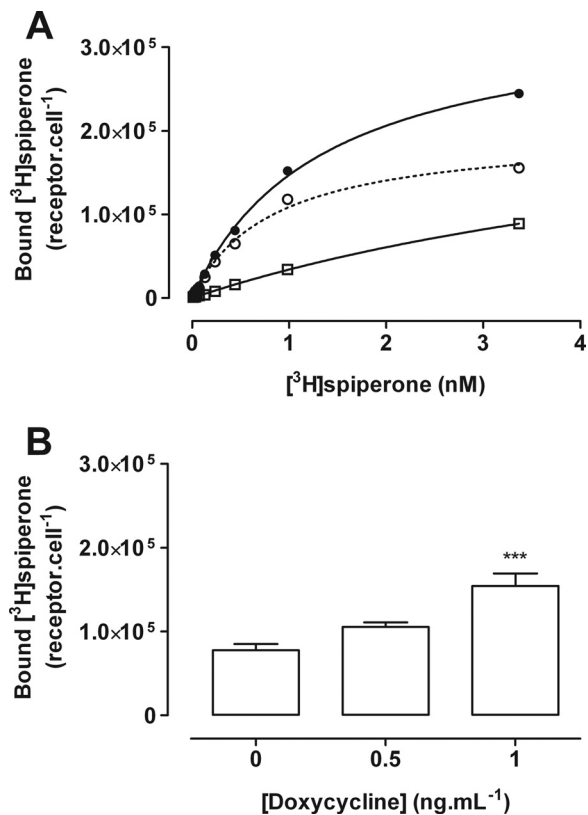 A
3.0×10⁵
2.0×10⁵
1.0×10⁵
0
Bound [³H]spiperone
(receptor.cell⁻¹)
0 1 2 3 4
[³H]spiperone (nM)
B
3.0×10⁵
2.0×10⁵
1.0×10⁵
0
Bound [³H]spiperone
(receptor.cell⁻¹)
***
0 0.5 1
[Doxycycline] (ng.mL⁻¹)